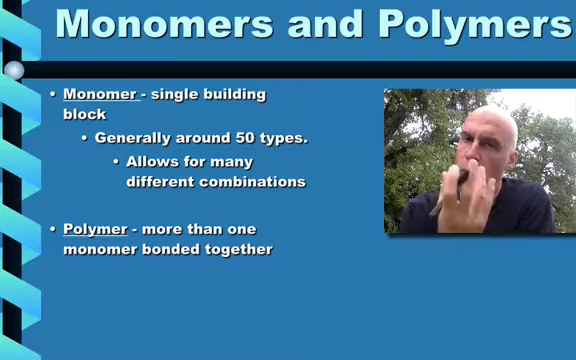 Monomers and Polymers
• Monomer - single building
block
• Generally around 50 types.
• Allows for many
different combinations
• Polymer - more than one
monomer bonded together